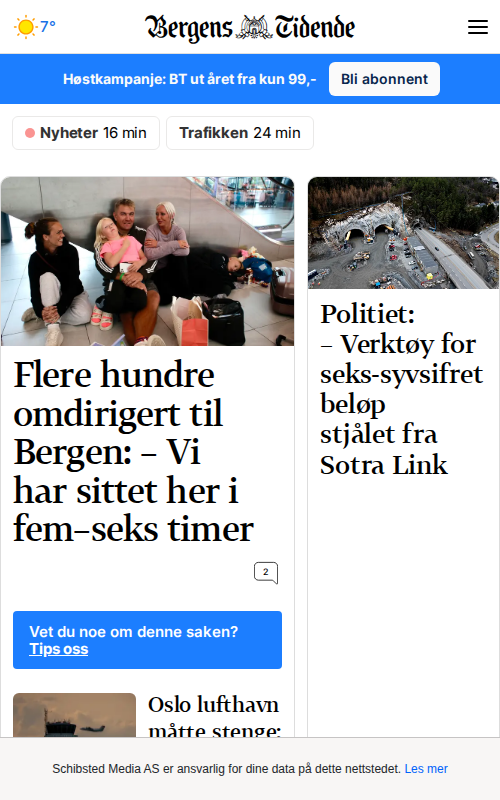 7°
Bergens Tidende
Høstkampanje: BT ut året fra kun 99,-
Bli abonnent
Nyheter 16 min
Trafikken 24 min
Flere hundre
omdirigert til
Bergen: – Vi
har sittet her i
fem–seks timer
2
Vet du noe om denne saken?
Tips oss
Oslo lufthavn
måtte stenge:
Politiet:
– Verktøy for
seks-syvsifret
beløp
stjålet fra
Sotra Link
Schibsted Media AS er ansvarlig for dine data på dette nettstedet. Les mer